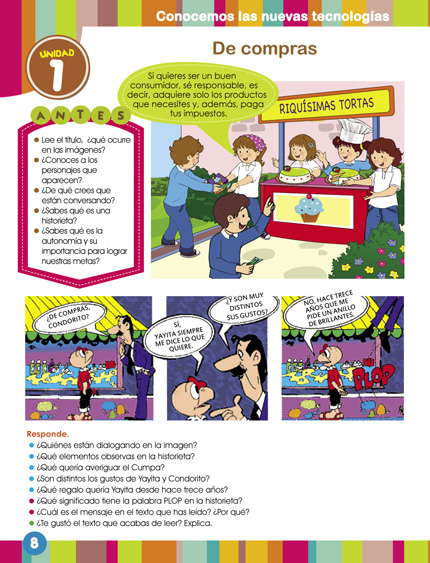 Conocemos las nuevas tecnologías
UNIDAD
1
De compras
Si quieres ser un buen
consumidor, sé responsable, es
decir, adquiere solo los productos
que necesites y, además, paga
tus impuestos.
RIQUÍSIMAS TORTAS
ANTES
Lee el título, ¿qué ocurre
en las imágenes?
¿Conoces a los
personajes que
aparecen?
¿De qué crees que
están conversando?
¿Sabes qué es una
historieta?
¿Sabes qué es la
autonomía y su
importancia para lograr
nuestras metas?
¿DE COMPRAS,
CONDORITO?
SÍ,
YAYITA SIEMPRE
ME DICE LO QUE
QUIERE.
¿Y SON MUY
DISTINTOS
SUS GUSTOS?
NO, HACE TRECE
AÑOS QUE ME
PIDE UN ANILLO
DE BRILLANTES.
PLOP
Responde.
¿Quiénes están dialogando en la imagen?
¿Qué elementos observas en la historieta?
¿Qué quería averiguar el Cumpa?
¿Son distintos los gustos de Yayita y Condorito?
¿Qué regalo quería Yayita desde hace trece años?
¿Qué significado tiene la palabra PLOP en la historieta?
¿Cuál es el mensaje en el texto que has leído? ¿Por qué?
¿Te gustó el texto que acabas de leer? Explica.
8